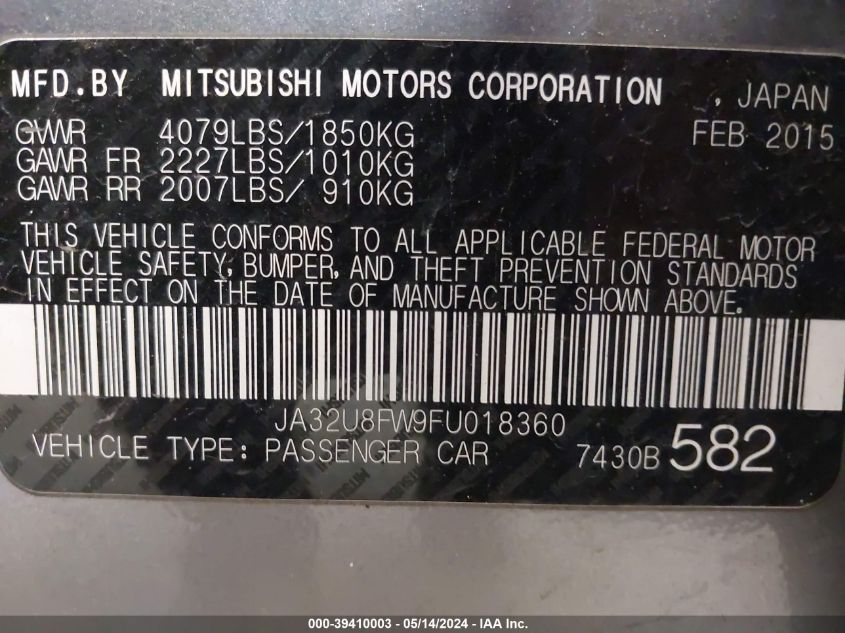 MFD.BY MITSUBISHI MOTORS CORPORATION , JAPAN
GVWR 4079LBS/1850KG FEB 2015
GAWR FR 2227LBS/1010KG
GAWR RR 2007LBS/ 910KG
THIS VEHICLE CONFORMS TO ALL APPLICABLE FEDERAL MOTOR
VEHICLE SAFETY, BUMPER, AND THEFT PREVENTION STANDARDS
IN EFFECT ON THE DATE OF MANUFACTURE SHOWN ABOVE.
JA32U8FW9FU018360
VEHICLE TYPE: PASSENGER CAR 7430B 582
000-39410003 - 05/14/2024 - IAA Inc.